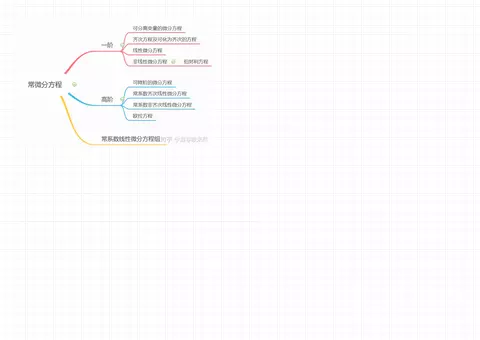 可分离变量的微分方程
齐次方程及可化为齐次的方程
一阶
线性微分方程
非线性微分方程
伯努利方程
常微分方程
可降阶的微分方程
常系数齐次线性微分方程
高阶
常系数非齐次线性微分方程
欧拉方程
常系数线性微分方程组